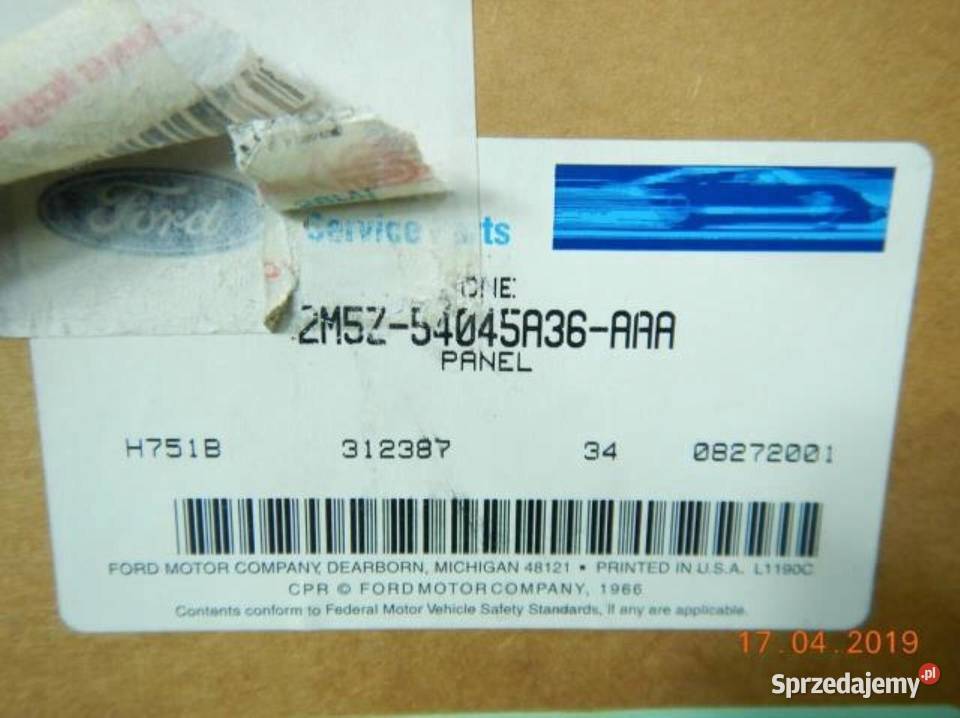 Ford
Service
ONE:
2M5Z-54045A36-AAA
PANEL
H751B 312387 34 08272001
FORD MOTOR COMPANY, DEARBORN, MICHIGAN 48121 • PRINTED IN U.S.A. L1190C
CPR © FORD MOTOR COMPANY, 1966
Contents conform to Federal Motor Vehicle Safety Standards, if any are applicable.
17.04.2019
Sprzedajemy.pl